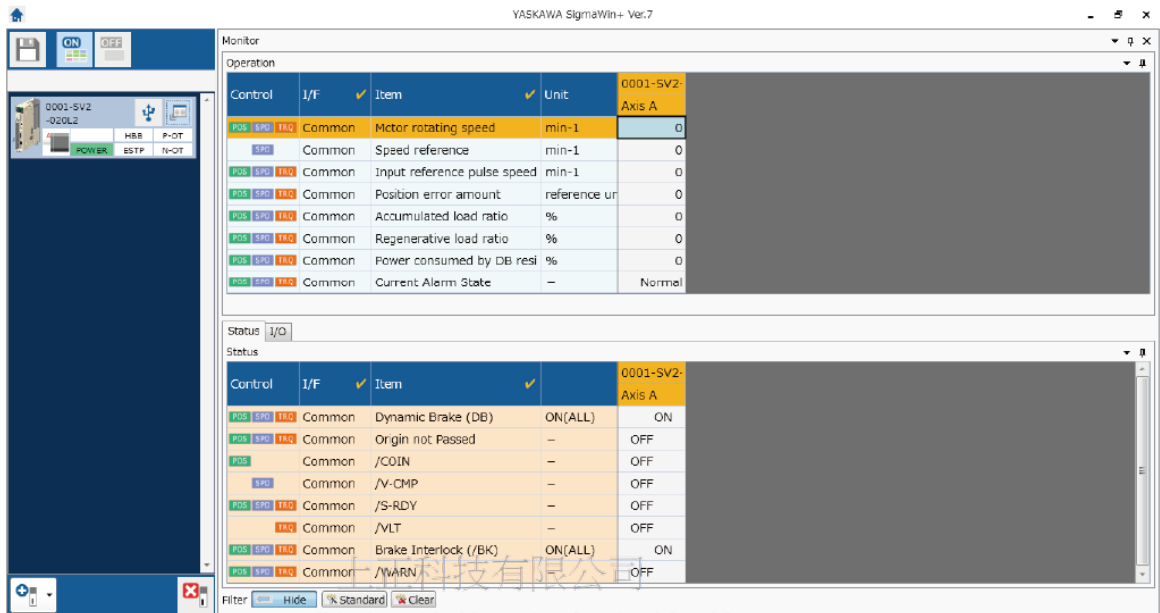 YASKAWA SigmaWin+ Ver.7
ON OFF
0001-SV2
-020L2
HBB P-OT
POWER ESTP N-OT
Monitor
Operation
Control I/F Item Unit 0001-SV2-
Axis A
POS SPD TRQ Common Motor rotating speed min-1 0
SPD Common Speed reference min-1 0
POS SPD TRQ Common Input reference pulse speed min-1 0
POS SPD TRQ Common Position error amount reference un 0
POS SPD TRQ Common Accumulated load ratio % 0
POS SPD TRQ Common Regenerative load ratio % 0
POS SPD TRQ Common Power consumed by DB resi % 0
POS SPD TRQ Common Current Alarm State – Normal
Status I/O
Status
Control I/F Item 0001-SV2-
Axis A
POS SPD TRQ Common Dynamic Brake (DB) ON(ALL) ON
POS SPD TRQ Common Origin not Passed – OFF
POS Common /COIN – OFF
SPD Common /V-CMP – OFF
POS SPD TRQ Common /S-RDY – OFF
TRQ Common /VLT – OFF
POS SPD TRQ Common Brake Interlock (/BK) ON(ALL) ON
POS SPD TRQ Common /WARN – OFF
科技有限公司
Filter Hide Standard Clear